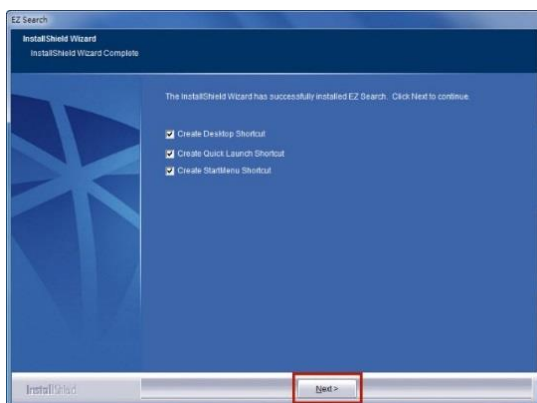 EZ Search
InstallShield Wizard
InstallShield Wizard Complete
The InstallShield Wizard has successfully installed EZ Search. Click Next to continue.
Create Desktop Shortcut
Create Quick Launch Shortcut
Create StartMenu Shortcut
InstallShield
Next >